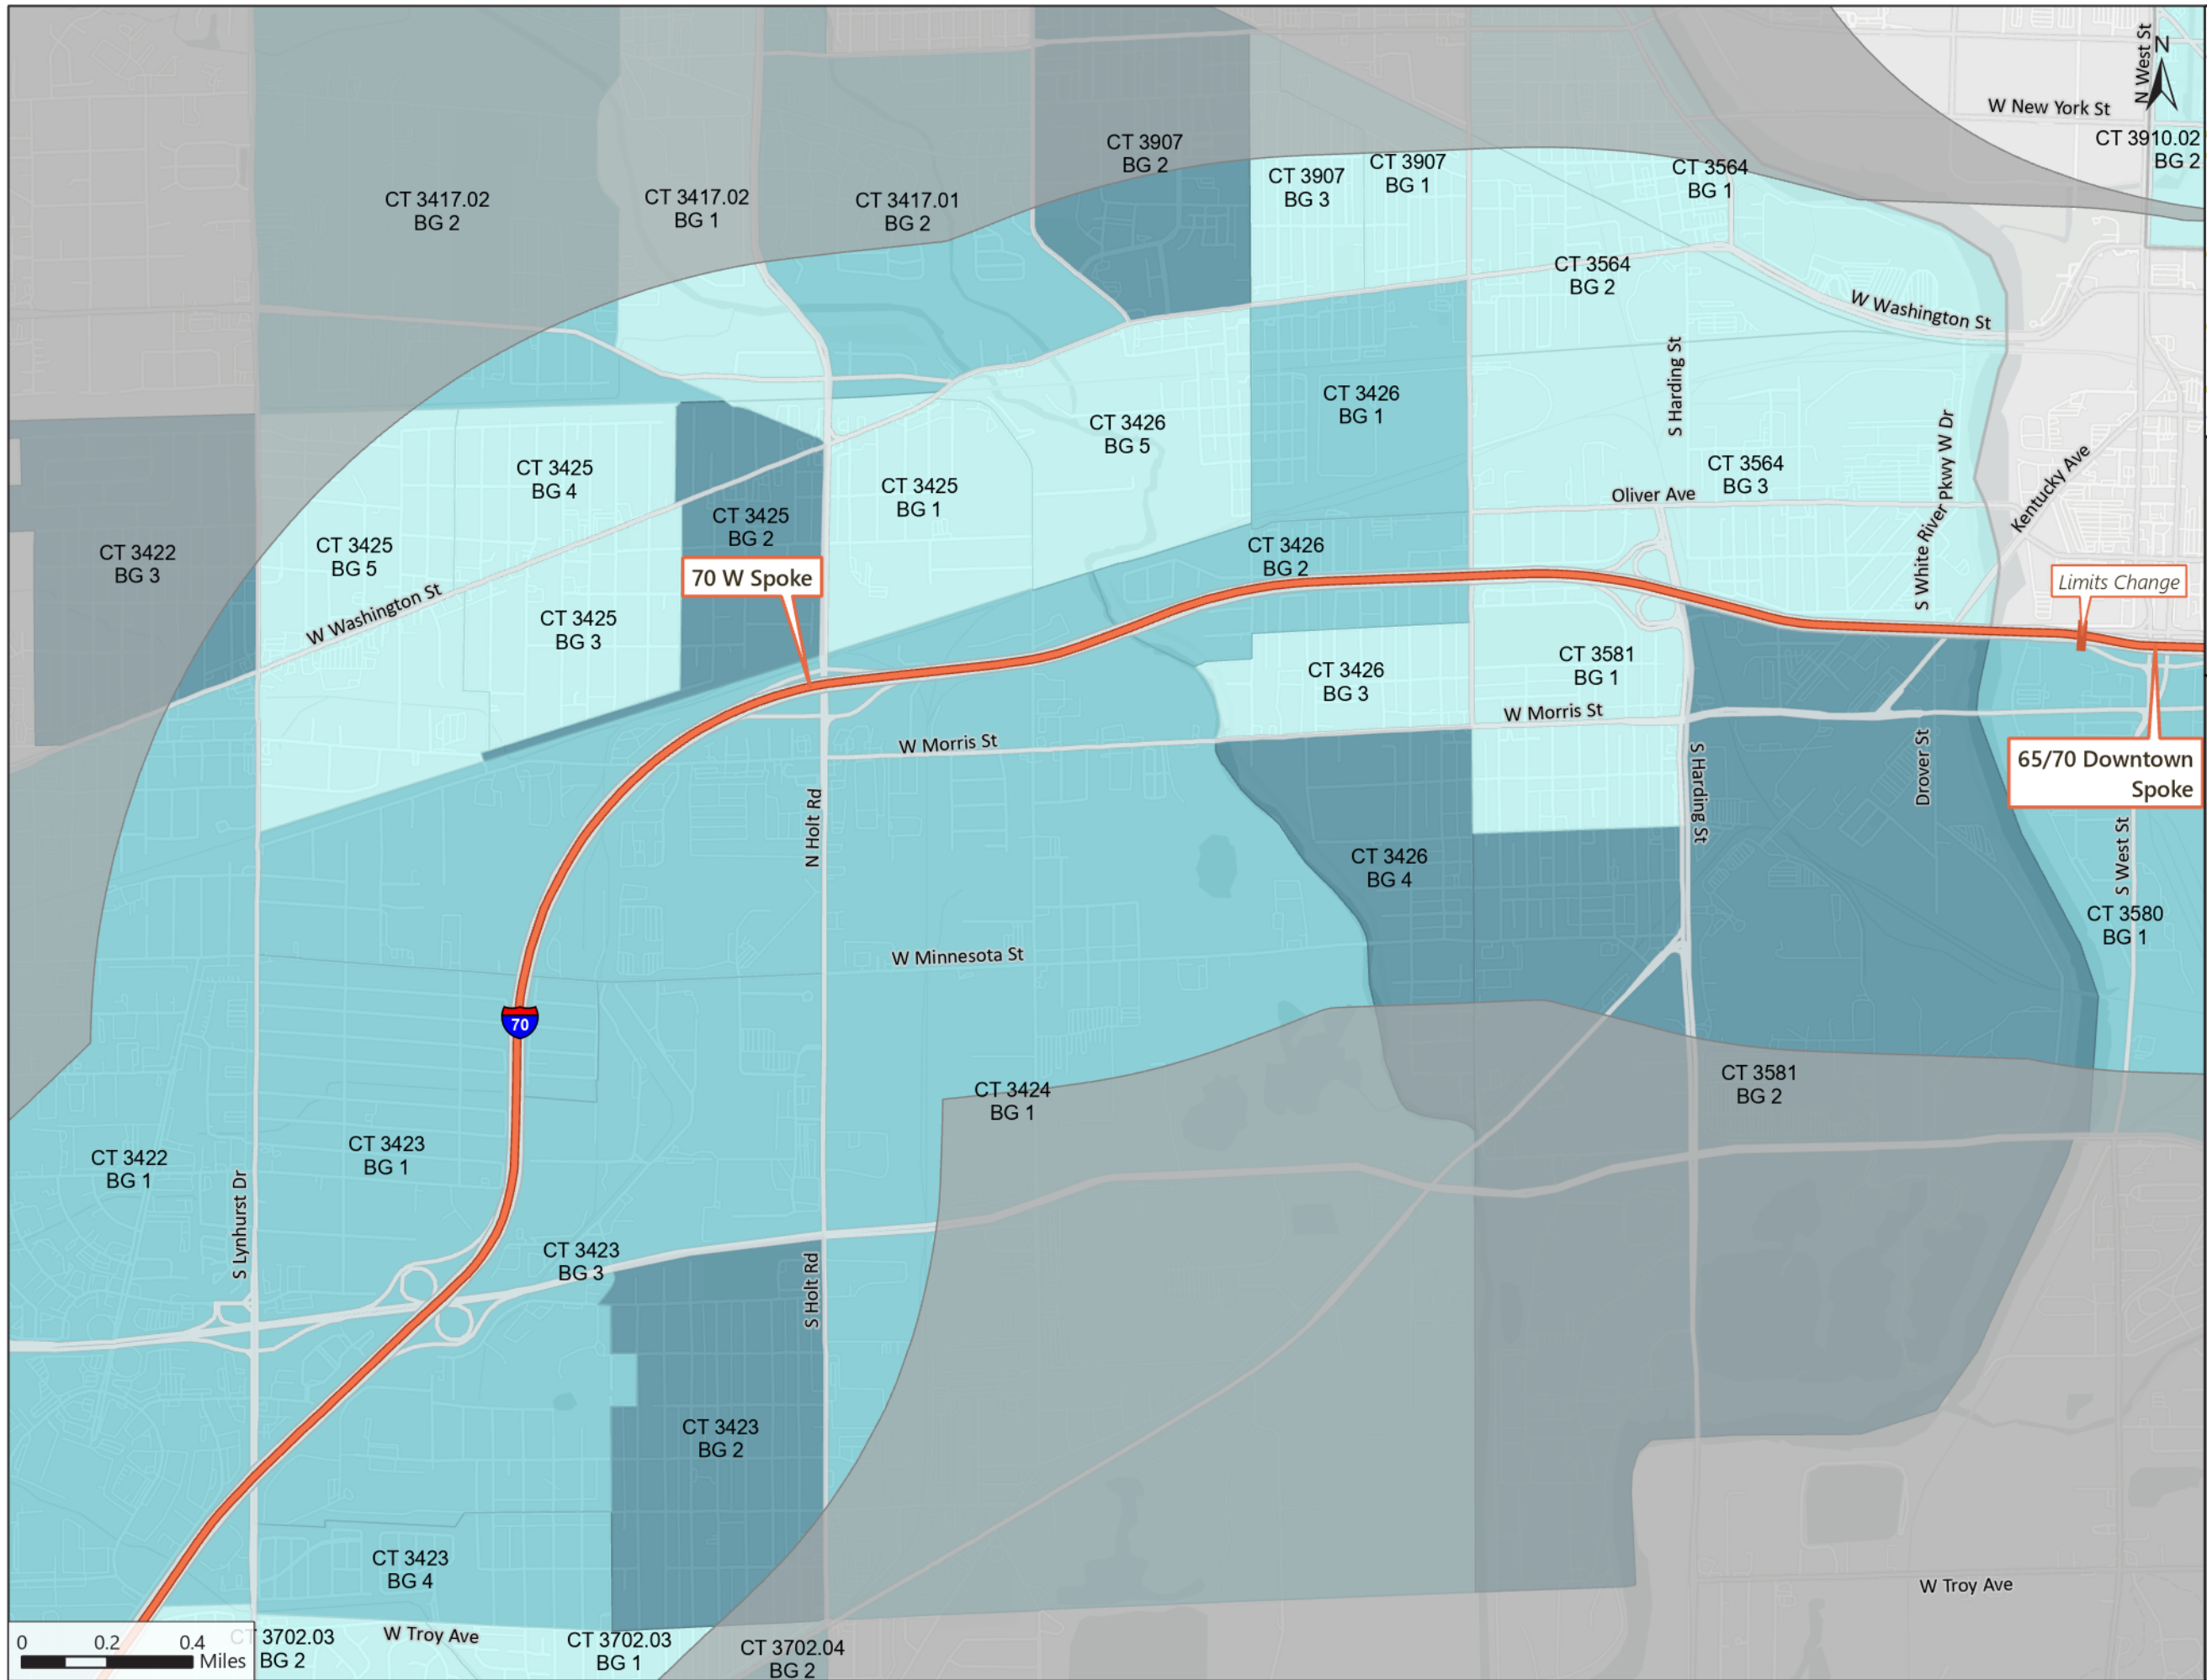 N West St
N
W New York St
CT 3910.02
BG 2
CT 3907
BG 2
CT 3907
BG 3
CT 3907
BG 1
CT 3564
BG 1
CT 3417.02
BG 2
CT 3417.02
BG 1
CT 3417.01
BG 2
CT 3564
BG 2
W Washington St
S Harding St
CT 3426
BG 1
CT 3426
BG 5
CT 3425
BG 4
CT 3425
BG 1
CT 3564
BG 3
Oliver Ave
S White River Pkwy W Dr
Kentucky Ave
CT 3425
BG 2
CT 3422
BG 3
CT 3425
BG 5
CT 3426
BG 2
70 W Spoke
Limits Change
W Washington St
CT 3425
BG 3
CT 3426
BG 3
CT 3581
BG 1
W Morris St
W Morris St
65/70 Downtown
Spoke
S Harding St
Drover St
N Holt Rd
CT 3426
BG 4
S West St
CT 3580
BG 1
W Minnesota St
70
CT 3424
BG 1
CT 3581
BG 2
CT 3422
BG 1
CT 3423
BG 1
S Lynhurst Dr
CT 3423
BG 3
S Holt Rd
CT 3423
BG 2
CT 3423
BG 4
W Troy Ave
W Troy Ave
CT 3702.03
BG 2
CT 3702.03
BG 1
CT 3702.04
BG 2
0 0.2 0.4
Miles